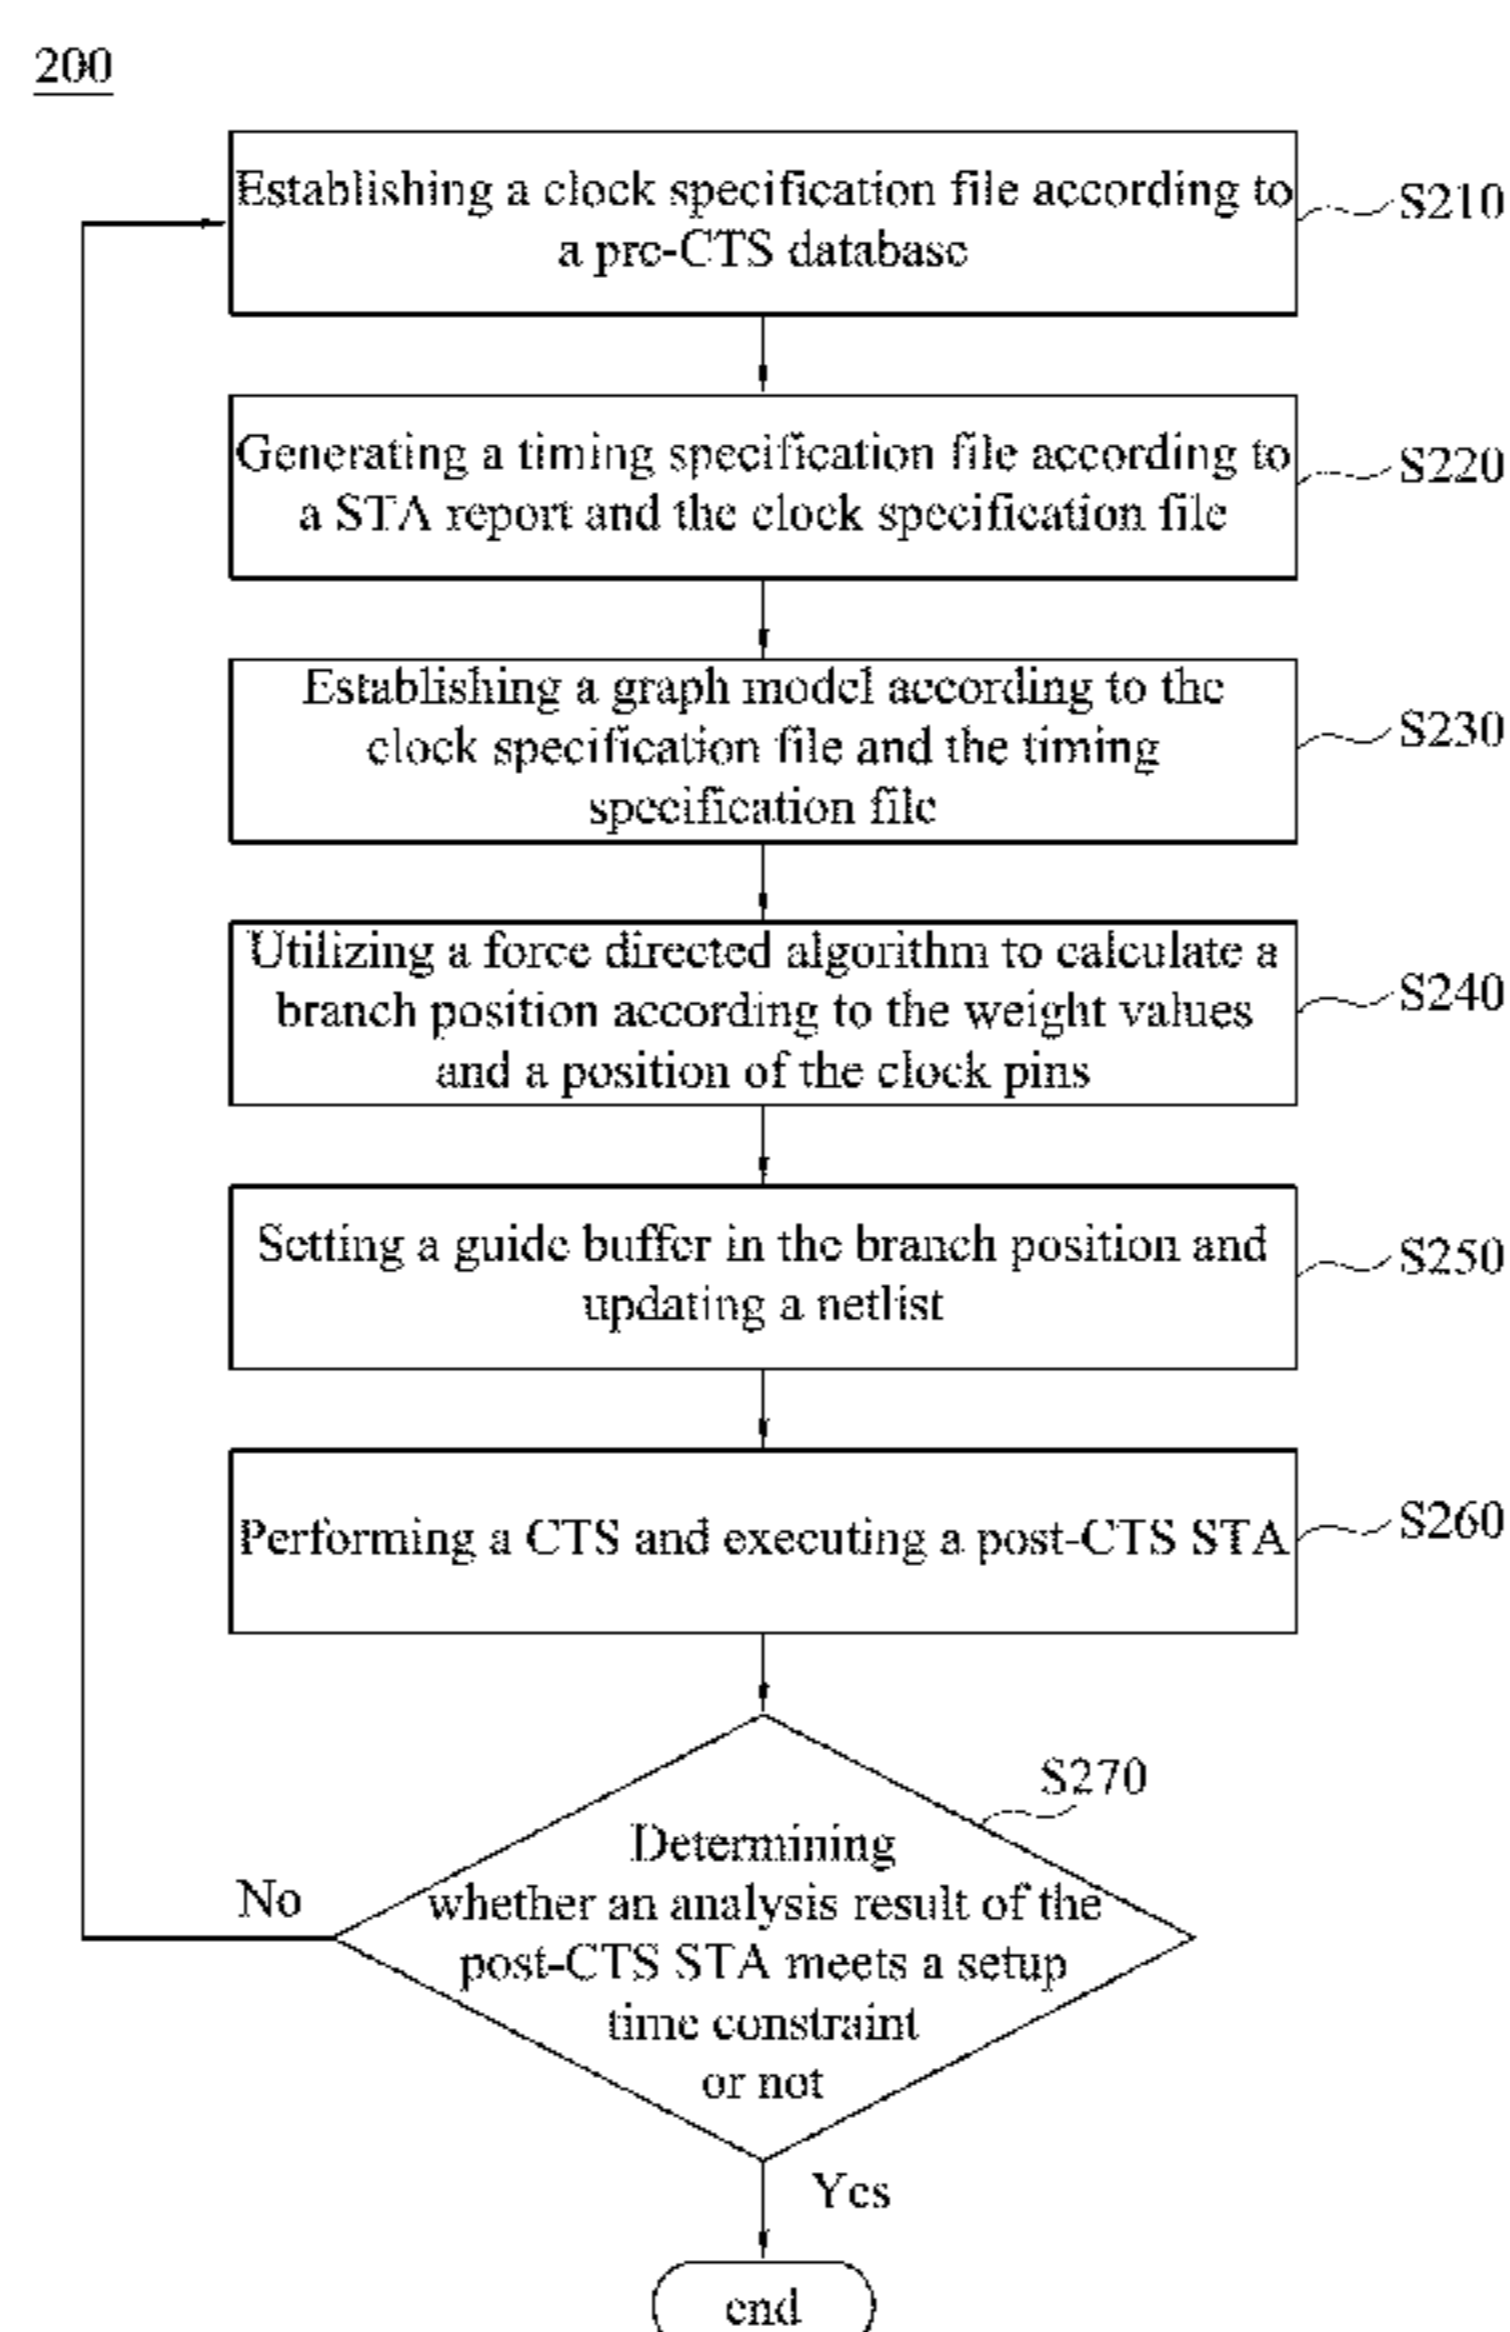 200
Establishing a clock specification file according to
a pre-CTS database
S210
Generating a timing specification file according to
a STA report and the clock specification file
S220
Establishing a graph model according to the
clock specification file and the timing
specification file
S230
Utilizing a force directed algorithm to calculate a
branch position according to the weight values
and a position of the clock pins
S240
Setting a guide buffer in the branch position and
updating a netlist
S250
Performing a CTS and executing a post-CTS STA
S260
S270
Determining
whether an analysis result of the
post-CTS STA meets a setup
time constraint
or not
No
Yes
end